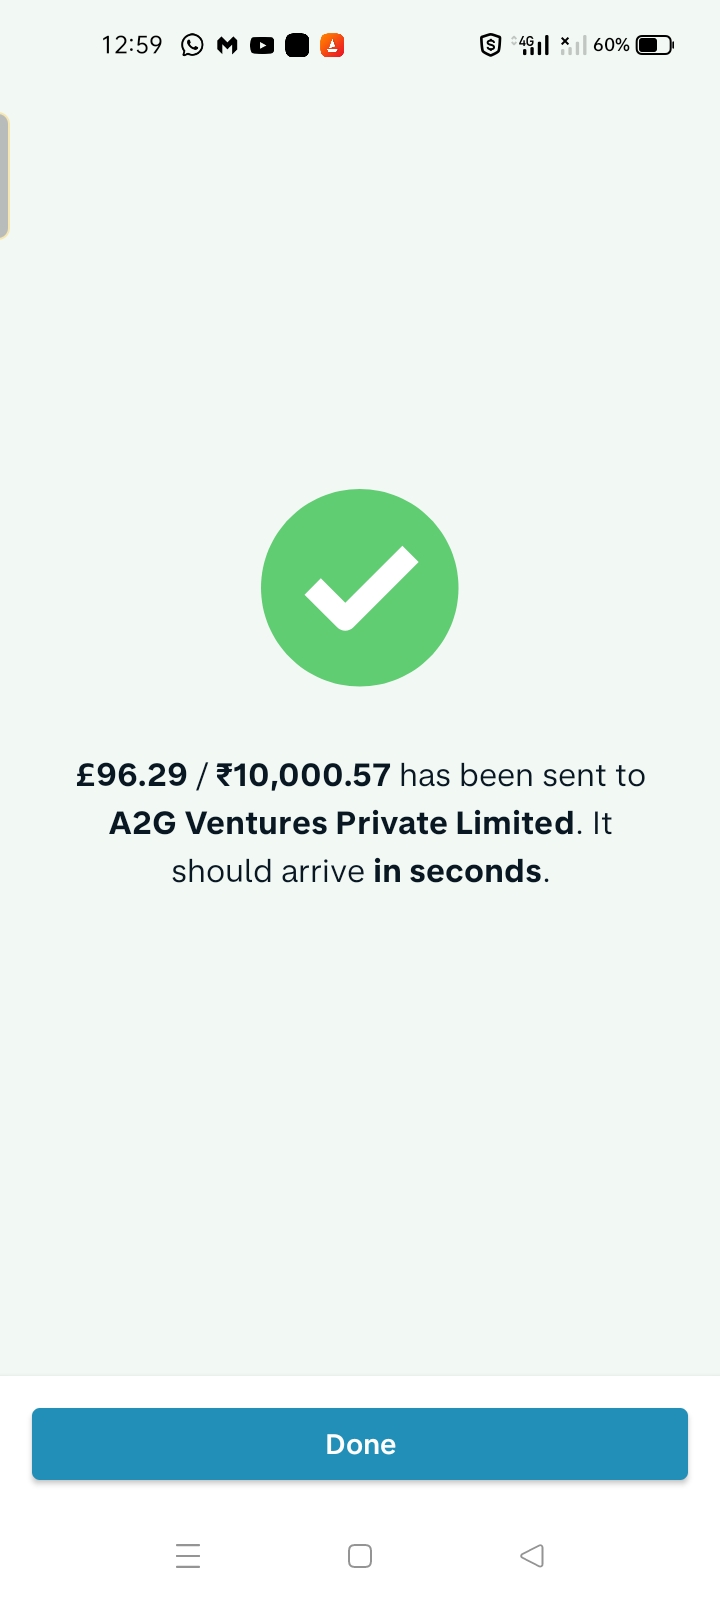 12:59 4G 60%
£96.29 / ₹10,000.57 has been sent to
A2G Ventures Private Limited. It
should arrive in seconds.
Done